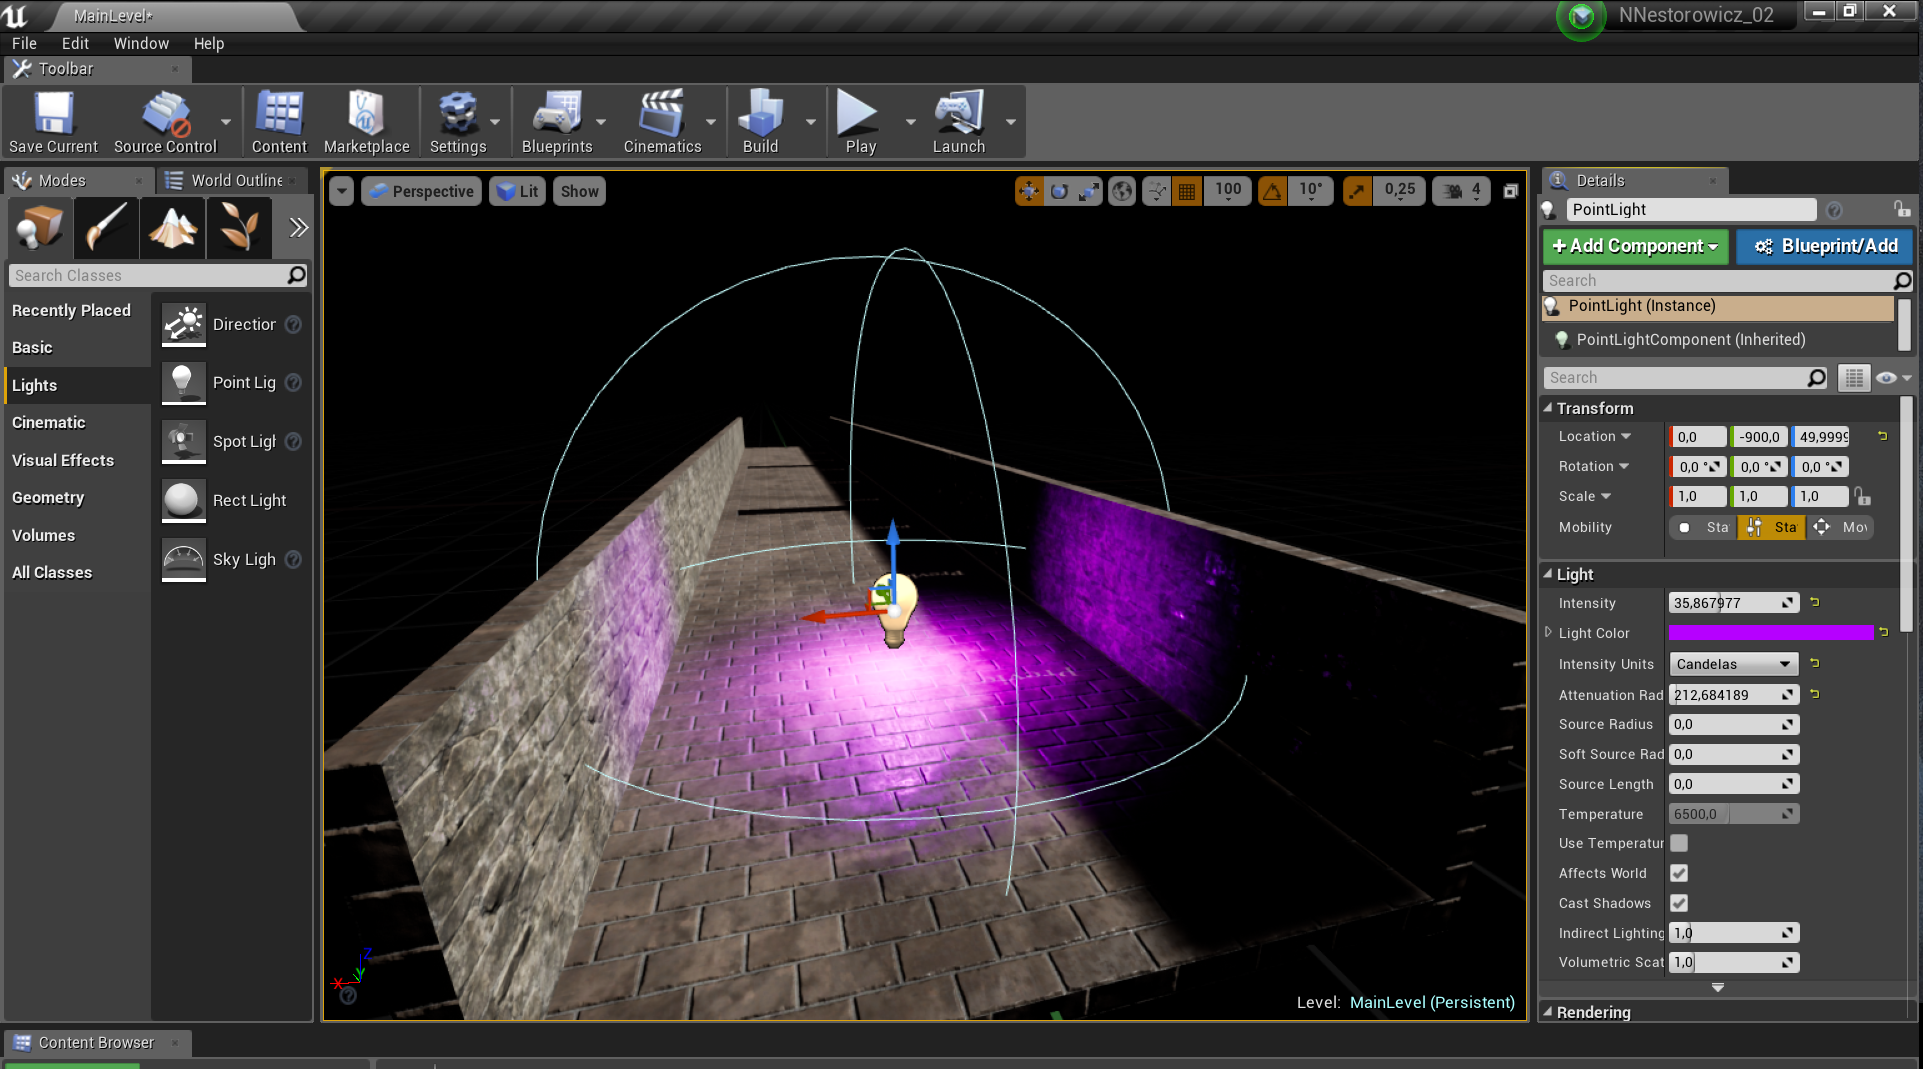 MainLevel*
NNestorowicz_02
File Edit Window Help
Toolbar
Save Current Source Control Content Marketplace Settings Blueprints Cinematics Build Play Launch
Modes World Outline
Perspective Lit Show 100 10° 0,25 4
Search Classes
Recently Placed
Basic
Lights
Cinematic
Visual Effects
Geometry
Volumes
All Classes
Direction
Point Lig
Spot Ligh
Rect Light
Sky Ligh
X Y Z
Level: MainLevel (Persistent)
Details
PointLight
+ Add Component Blueprint/Add
Search
PointLight (Instance)
PointLightComponent (Inherited)
Search
Transform
Location 0,0 -900,0 49,9999
Rotation 0,0 ° 0,0 ° 0,0 °
Scale 1,0 1,0 1,0
Mobility Sta Sta Mov
Light
Intensity 35,867977
Light Color
Intensity Units Candelas
Attenuation Rad 212,684189
Source Radius 0,0
Soft Source Rad 0,0
Source Length 0,0
Temperature 6500,0
Use Temperatur
Affects World
Cast Shadows
Indirect Lighting 1,0
Volumetric Scat 1,0
Rendering
Content Browser